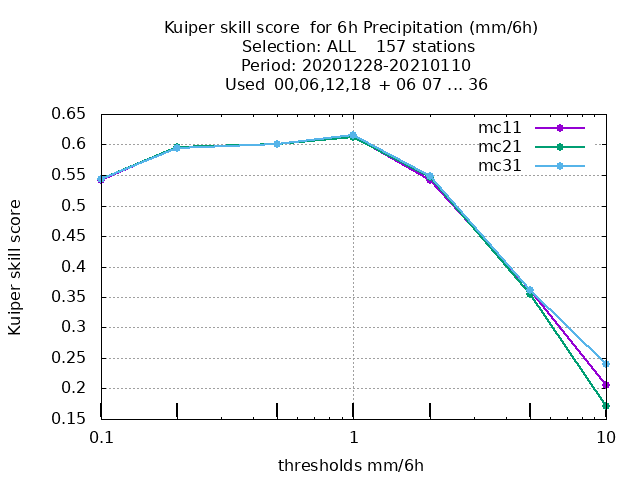 Kuiper skill score  for 6h Precipitation (mm/6h)
Selection: ALL    157 stations
Period: 20201228-20210110
Used  00,06,12,18  + 06 07 ... 36
mc11
mc21
mc31
Kuiper skill score
0.65
0.6
0.55
0.5
0.45
0.4
0.35
0.3
0.25
0.2
0.15
0.1
1
10
thresholds mm/6h